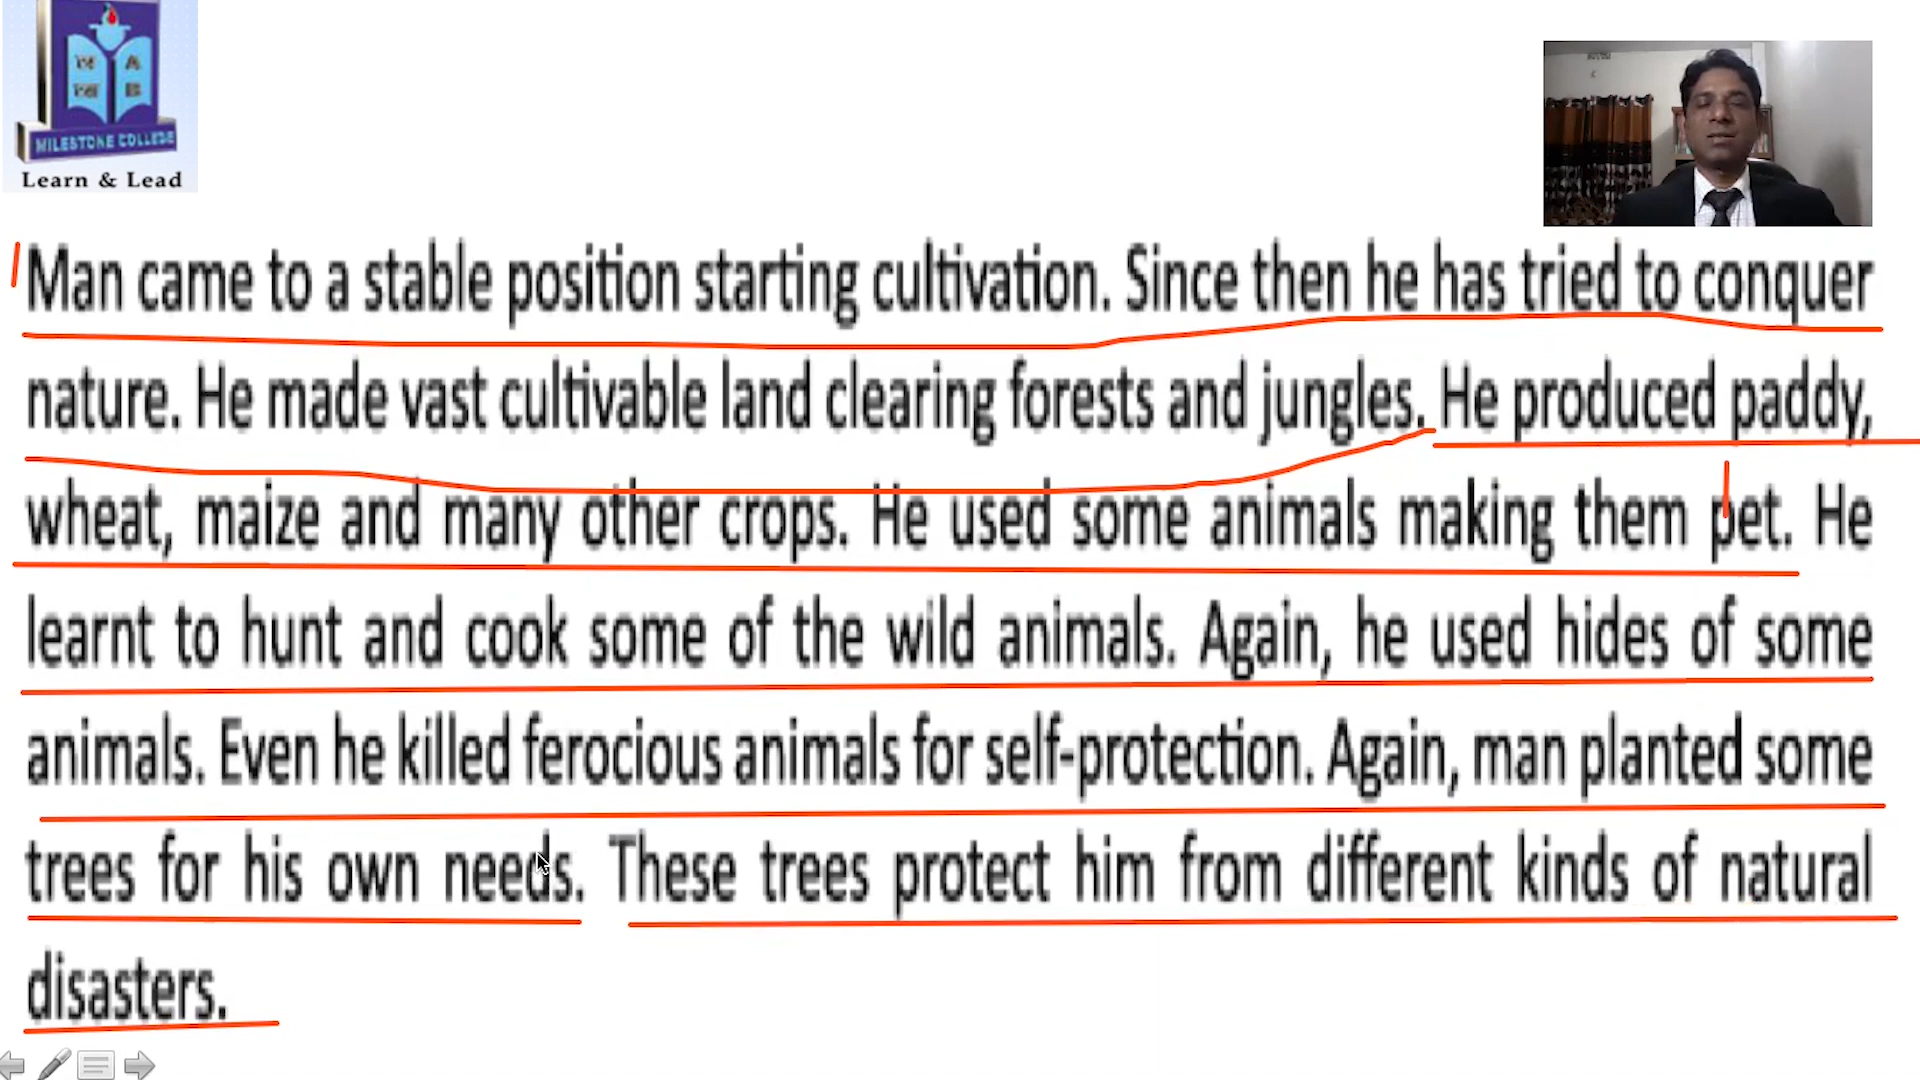 MILESTONE COLLEGE
Learn & Lead
Man came to a stable position starting cultivation. Since then he has tried to conquer
nature. He made vast cultivable land clearing forests and jungles. He produced paddy,
wheat, maize and many other crops. He used some animals making them pet. He
learnt to hunt and cook some of the wild animals. Again, he used hides of some
animals. Even he killed ferocious animals for self-protection. Again, man planted some
trees for his own needs. These trees protect him from different kinds of natural
disasters.